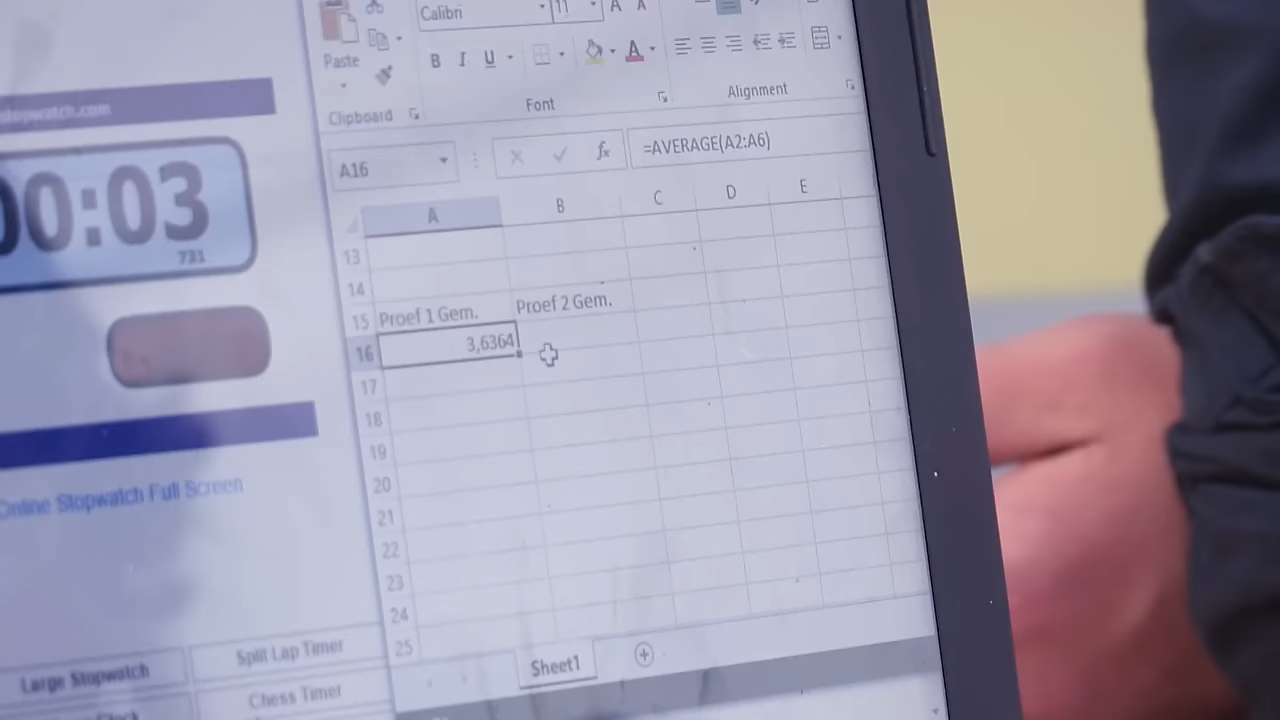 stopwatch.com
00:03
731
Online Stopwatch Full Screen
Large Stopwatch
Split Lap Timer
Chess Timer
Calibri
11
A A
Paste
B I U
A
Clipboard
Font
Alignment
A16
fx
=AVERAGE(A2:A6)
A B C D E
13
14
15 Proef 1 Gem. Proef 2 Gem.
16 3,6364
17
18
19
20
21
22
23
24
25
Sheet1